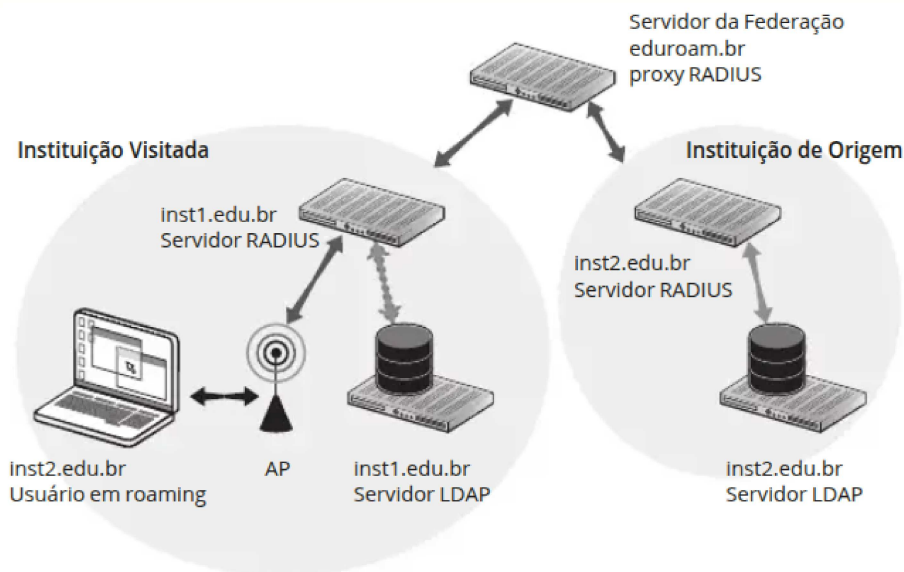 Servidor da Federação
eduroam.br
proxy RADIUS
Instituição Visitada
Instituição de Origem
inst1.edu.br
Servidor RADIUS
inst2.edu.br
Servidor RADIUS
inst2.edu.br
Usuário em roaming
AP
inst1.edu.br
Servidor LDAP
inst2.edu.br
Servidor LDAP